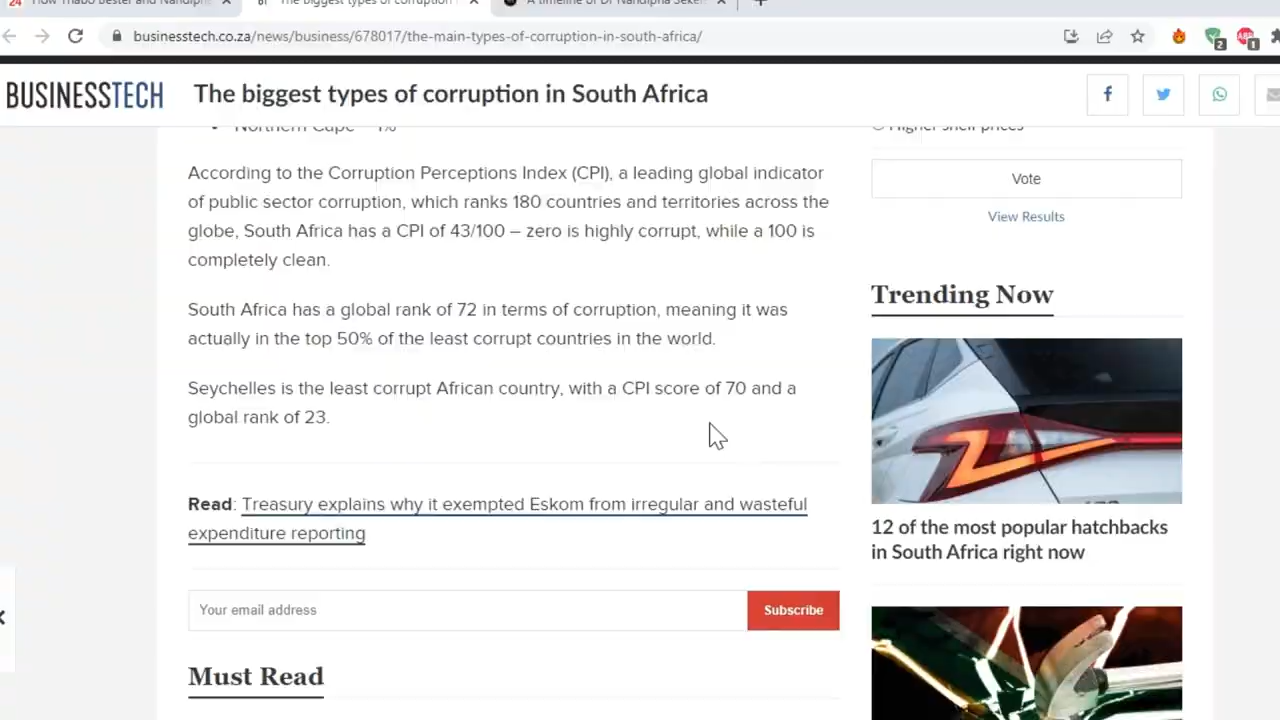 24 How Thabo Bester and Nandipha
The biggest types of corruption
A timeline of Dr Nandipha Sekem
businesstech.co.za/news/business/678017/the-main-types-of-corruption-in-south-africa/
2
1
BUSINESSTECH
The biggest types of corruption in South Africa
Northern Cape – 1%
According to the Corruption Perceptions Index (CPI), a leading global indicator
of public sector corruption, which ranks 180 countries and territories across the
globe, South Africa has a CPI of 43/100 – zero is highly corrupt, while a 100 is
completely clean.
South Africa has a global rank of 72 in terms of corruption, meaning it was
actually in the top 50% of the least corrupt countries in the world.
Seychelles is the least corrupt African country, with a CPI score of 70 and a
global rank of 23.
Read: Treasury explains why it exempted Eskom from irregular and wasteful
expenditure reporting
Your email address
Subscribe
Must Read
Higher shelf prices
Vote
View Results
Trending Now
12 of the most popular hatchbacks
in South Africa right now